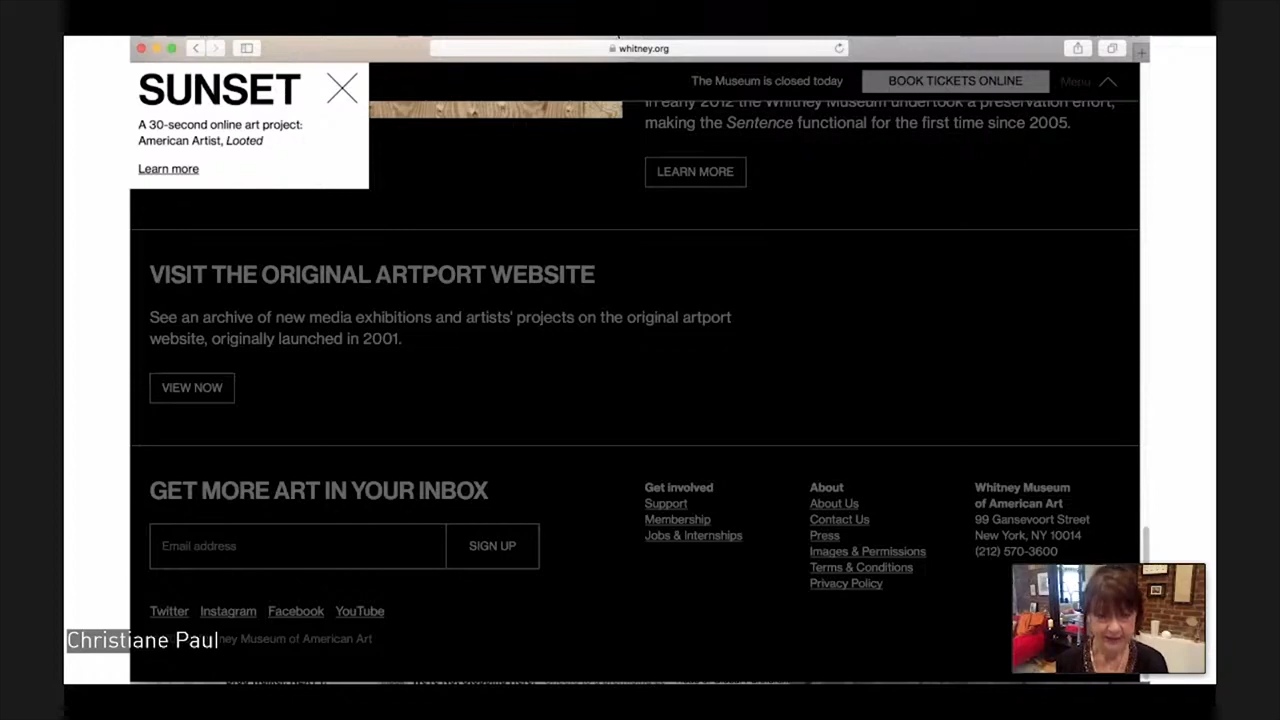 whitney.org
SUNSET
A 30-second online art project:
American Artist, Looted
Learn more
The Museum is closed today
BOOK TICKETS ONLINE
Menu
In early 2012 the Whitney Museum undertook a preservation effort,
making the Sentence functional for the first time since 2005.
LEARN MORE
VISIT THE ORIGINAL ARTPORT WEBSITE
See an archive of new media exhibitions and artists' projects on the original artport
website, originally launched in 2001.
VIEW NOW
GET MORE ART IN YOUR INBOX
Email address
SIGN UP
Twitter Instagram Facebook YouTube
Get involved
Support
Membership
Jobs & Internships
About
About Us
Contact Us
Press
Images & Permissions
Terms & Conditions
Privacy Policy
Whitney Museum
of American Art
99 Gansevoort Street
New York, NY 10014
(212) 570-3600
Christiane Paul
Museum of American Art